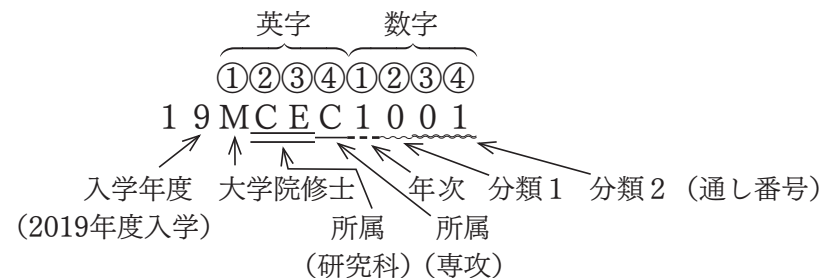 英字 数字
①②③④①②③④
19MCEC1001
入学年度 大学院修士 年次 分類1 分類2(通し番号)
(2019年度入学) 所属 所属
(研究科)(専攻)